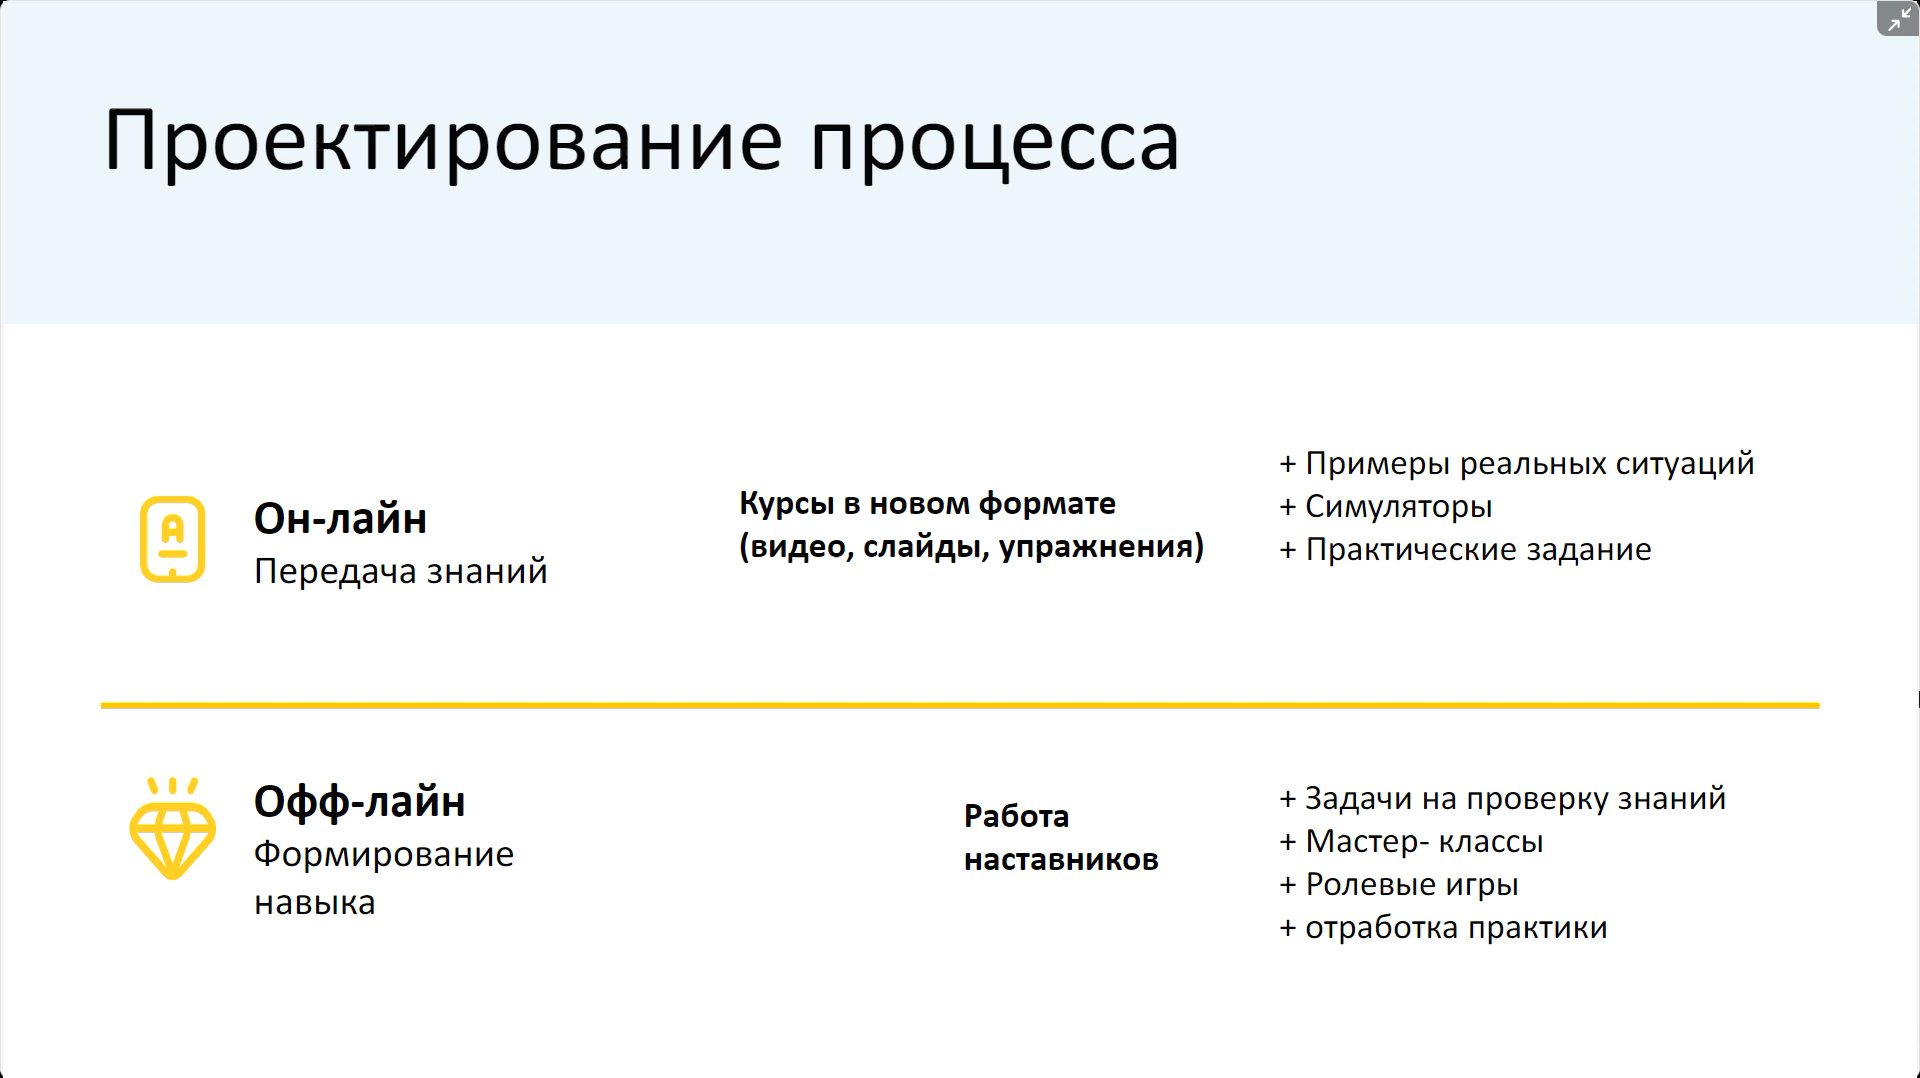 Проектирование процесса
Он-лайн
Передача знаний
Курсы в новом формате
(видео, слайды, упражнения)
+ Примеры реальных ситуаций
+ Симуляторы
+ Практические задание
Офф-лайн
Формирование
навыка
Работа
наставников
+ Задачи на проверку знаний
+ Мастер- классы
+ Ролевые игры
+ отработка практики